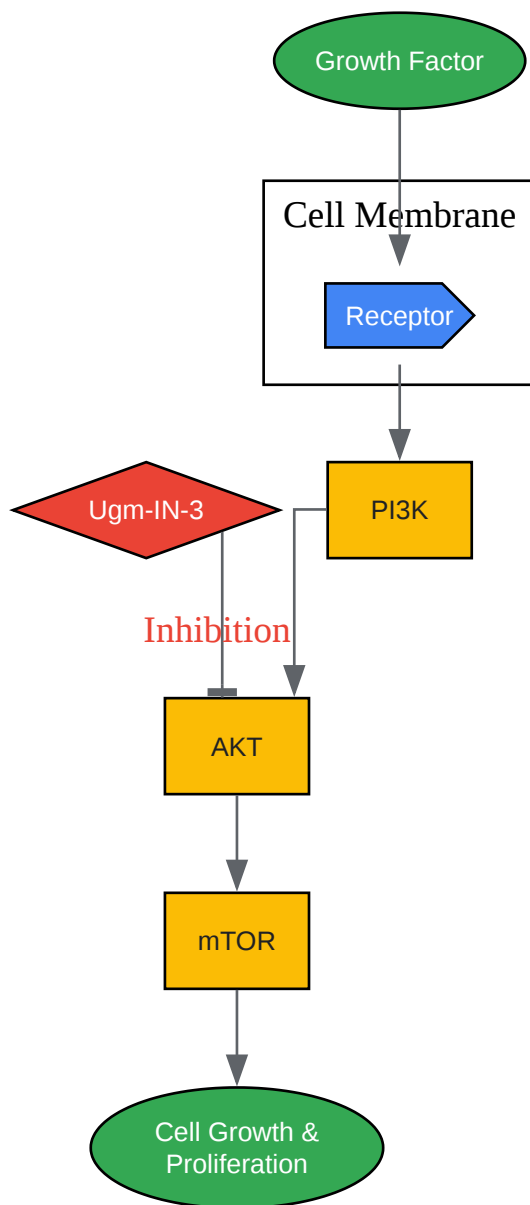 Growth Factor
Cell Membrane
Receptor
Ugm-IN-3
PI3K
Inhibition
AKT
mTOR
Cell Growth &
Proliferation